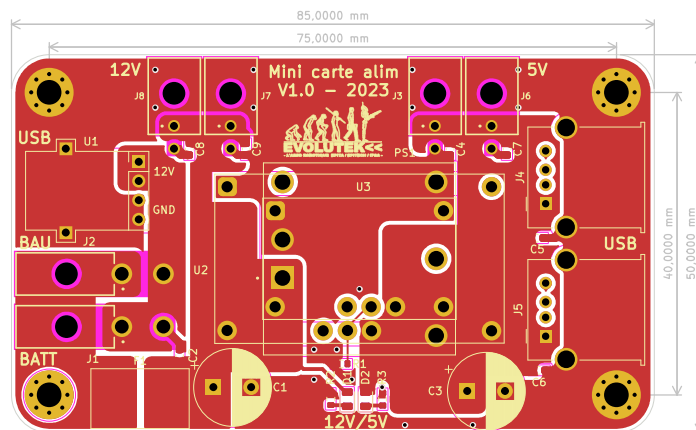 85,0000 mm
75,0000 mm
12V
Mini carte alim
5V
V1.0 - 2023
J8
J7
J3
J6
EVOLUTEK<<
USB
U1
C8
C9
PS1
C4
C7
12V
U3
J4
GND
BAU
J2
C5
USB
40,0000 mm
50,0000 mm
U2
J5
BATT
J1
C2
C1
D1
D2
R3
C3
C6
12V/5V